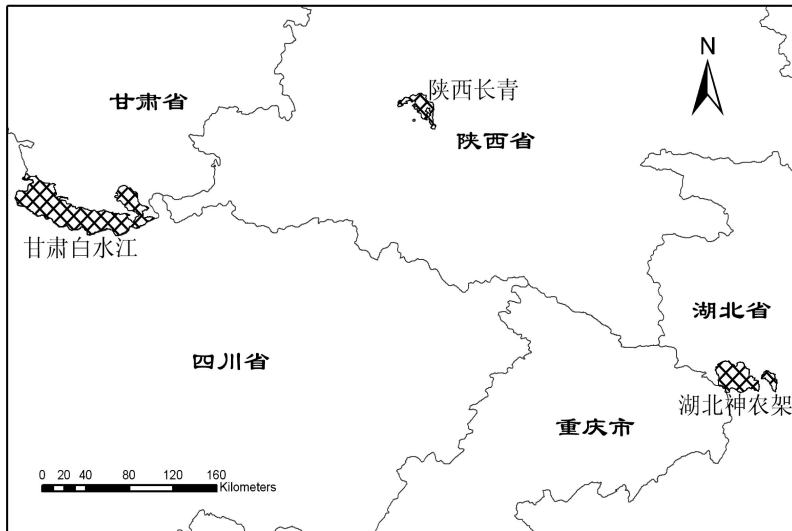 N
陕西长青
甘肃省
陕西省
甘肃白水江
湖北省
四川省
湖北神农架
重庆市
0 20 40 80 120 160
Kilometers